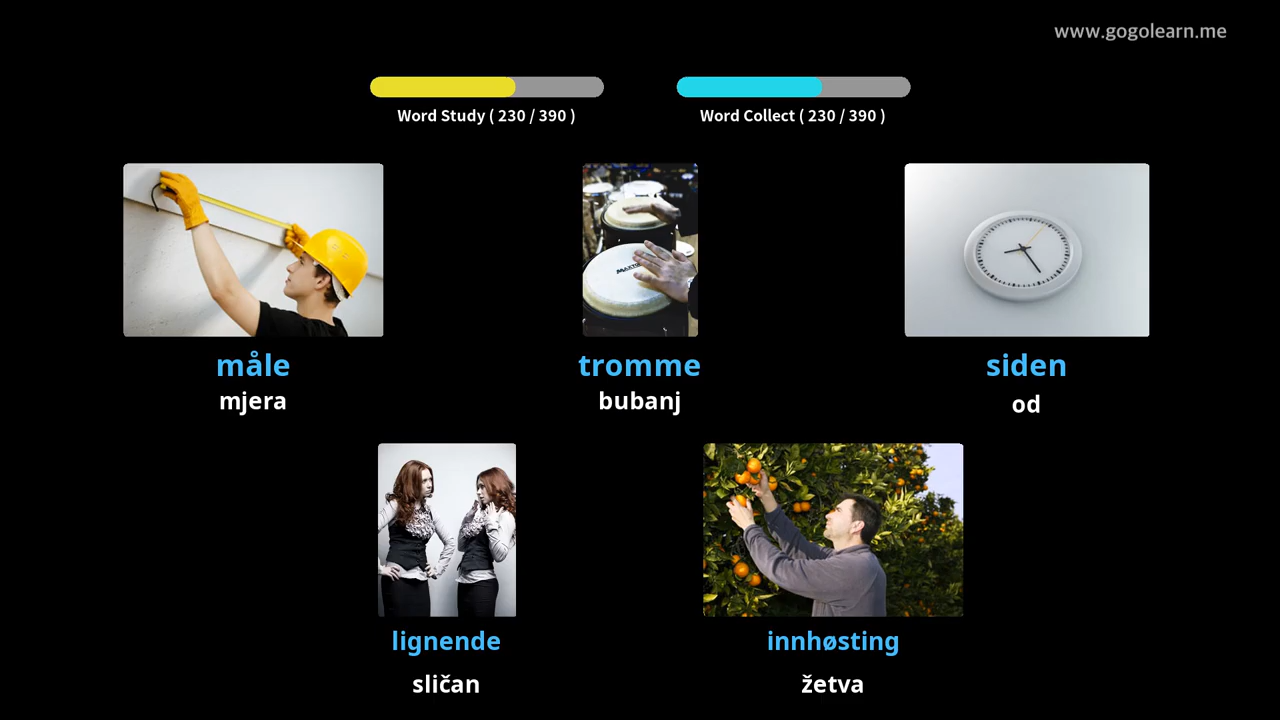 www.gogolearn.me
Word Study ( 230 / 390 )
Word Collect ( 230 / 390 )
måle
mjera
tromme
bubanj
siden
od
lignende
sličan
innhøsting
žetva